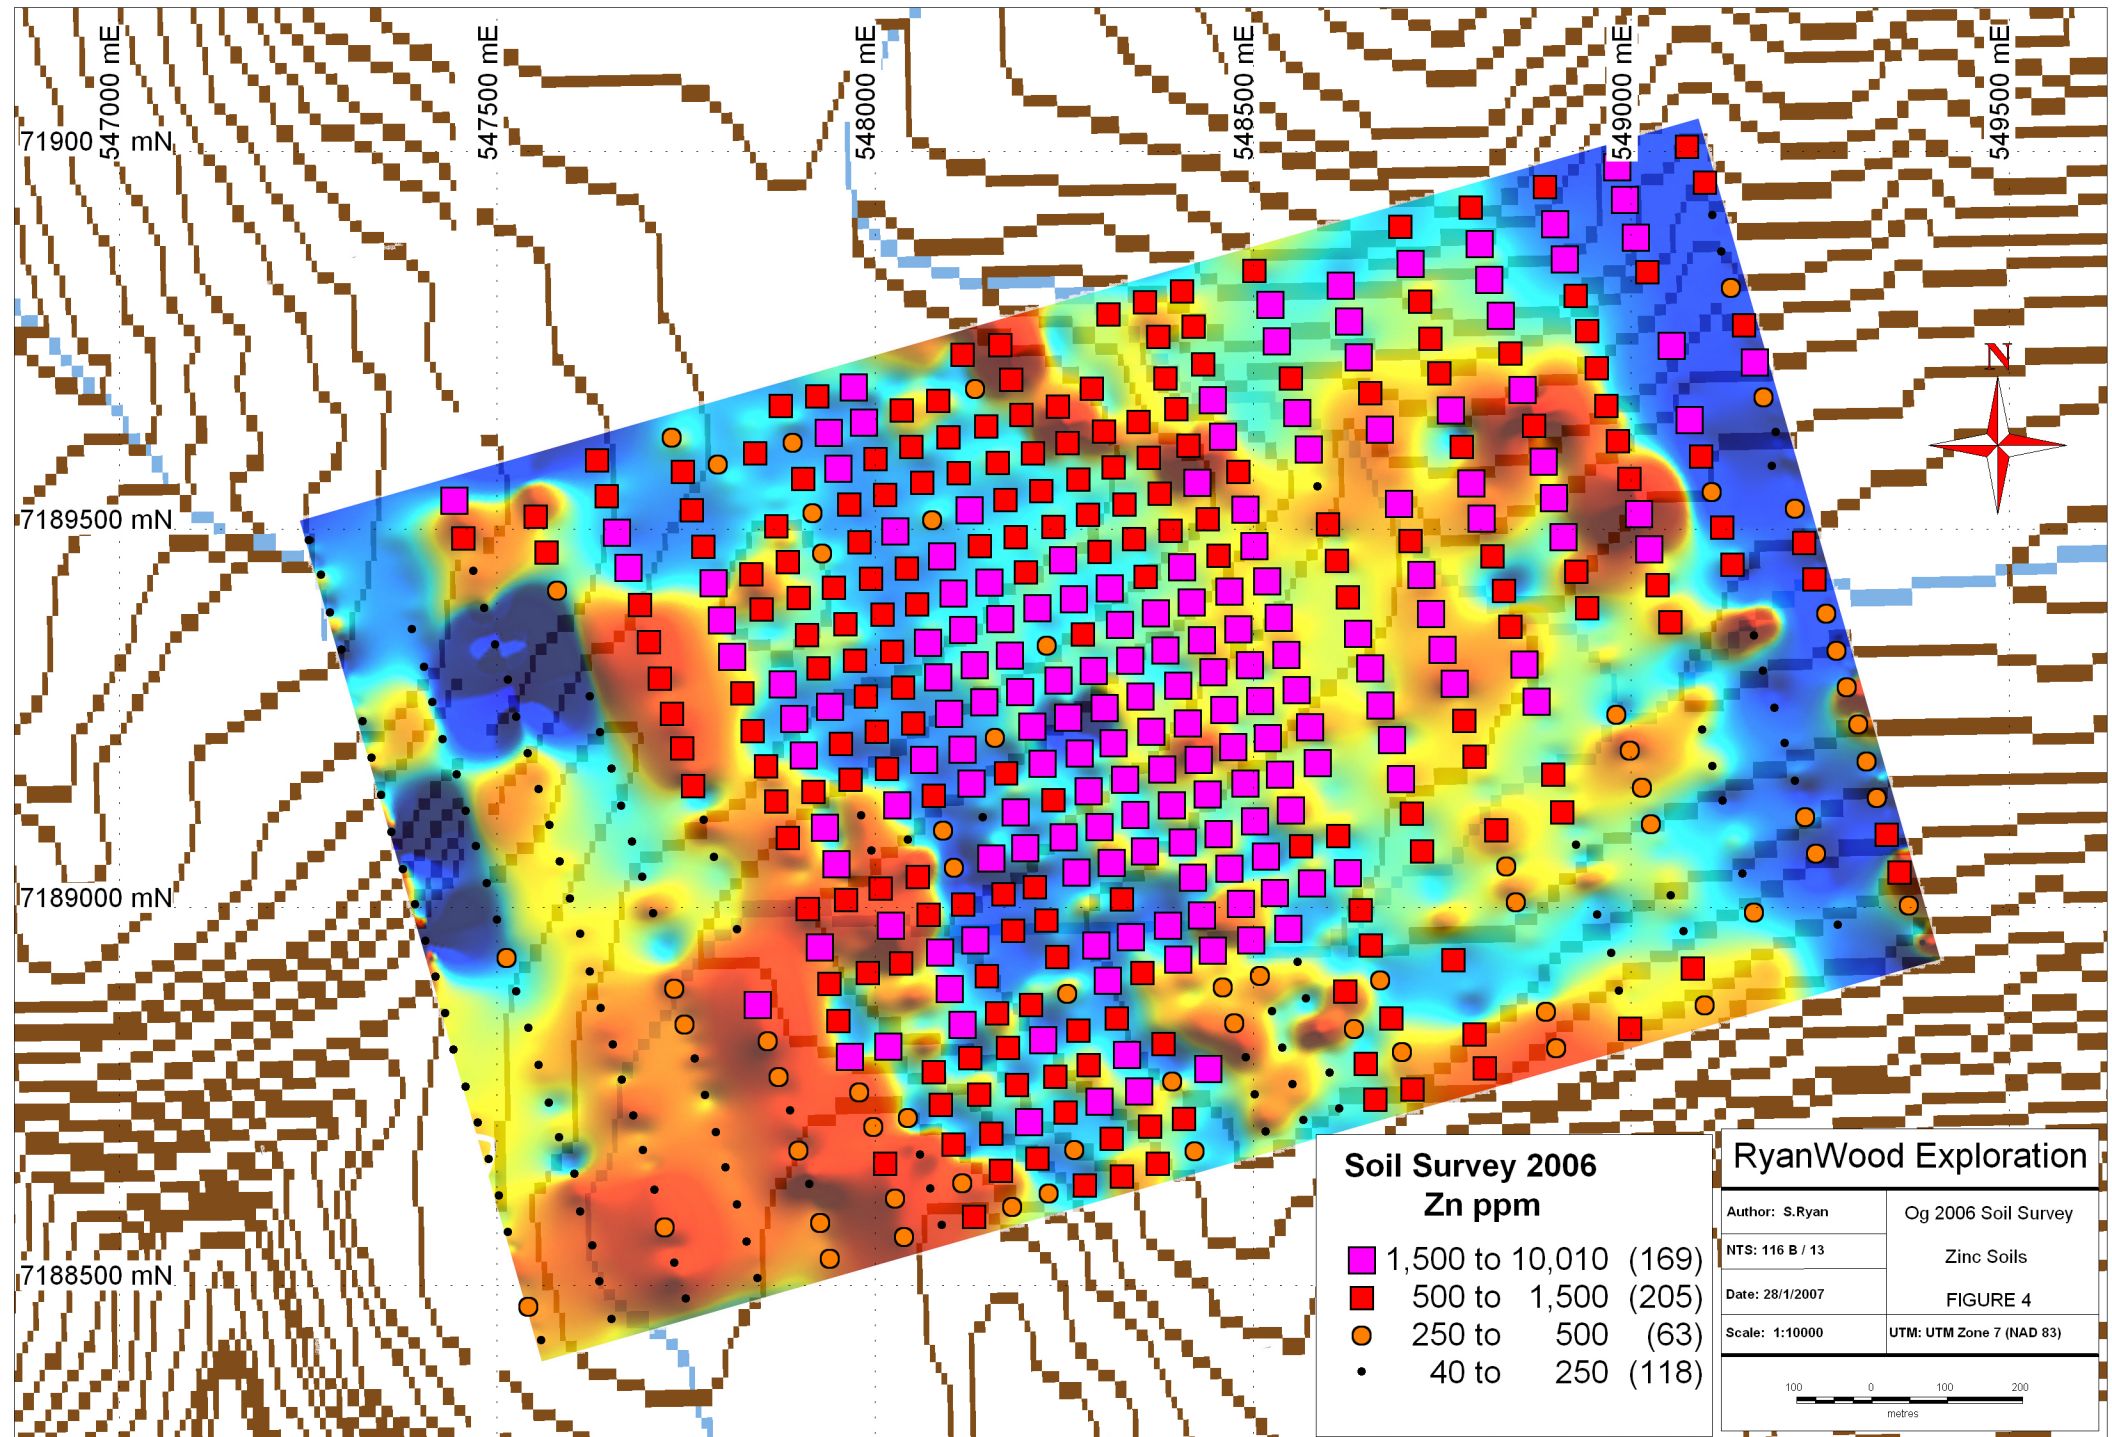 547000 mE
547500 mE
548000 mE
548500 mE
549000 mE
549500 mE
71900 mN
7189500 mN
7189000 mN
7188500 mN
N
Soil Survey 2006
Zn ppm
1,500 to 10,010 (169)
500 to 1,500 (205)
250 to 500 (63)
40 to 250 (118)
RyanWood Exploration
Author: S.Ryan
NTS: 116 B / 13
Date: 28/1/2007
Scale: 1:10000
Og 2006 Soil Survey
Zinc Soils
FIGURE 4
UTM: UTM Zone 7 (NAD 83)
100 0 100 200
metres